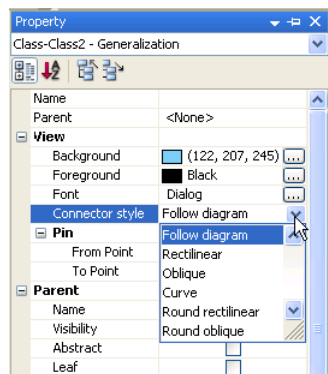 Property
Class-Class2 - Generalization
Name
Parent <None>
View
Background (122, 207, 245) ...
Foreground Black ...
Font Dialog ...
Connector style Follow diagram
Pin Follow diagram
From Point Rectilinear
To Point Oblique
Parent Curve
Name Round rectilinear
Visibility Round oblique
Abstract
Leaf